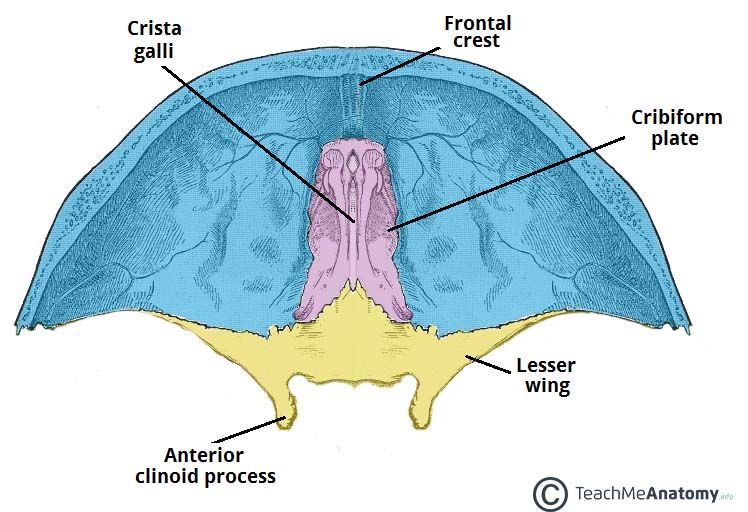 Crista
galli
Frontal
crest
Cribiform
plate
Lesser
wing
Anterior
clinoid process
© TeachMeAnatomy.info